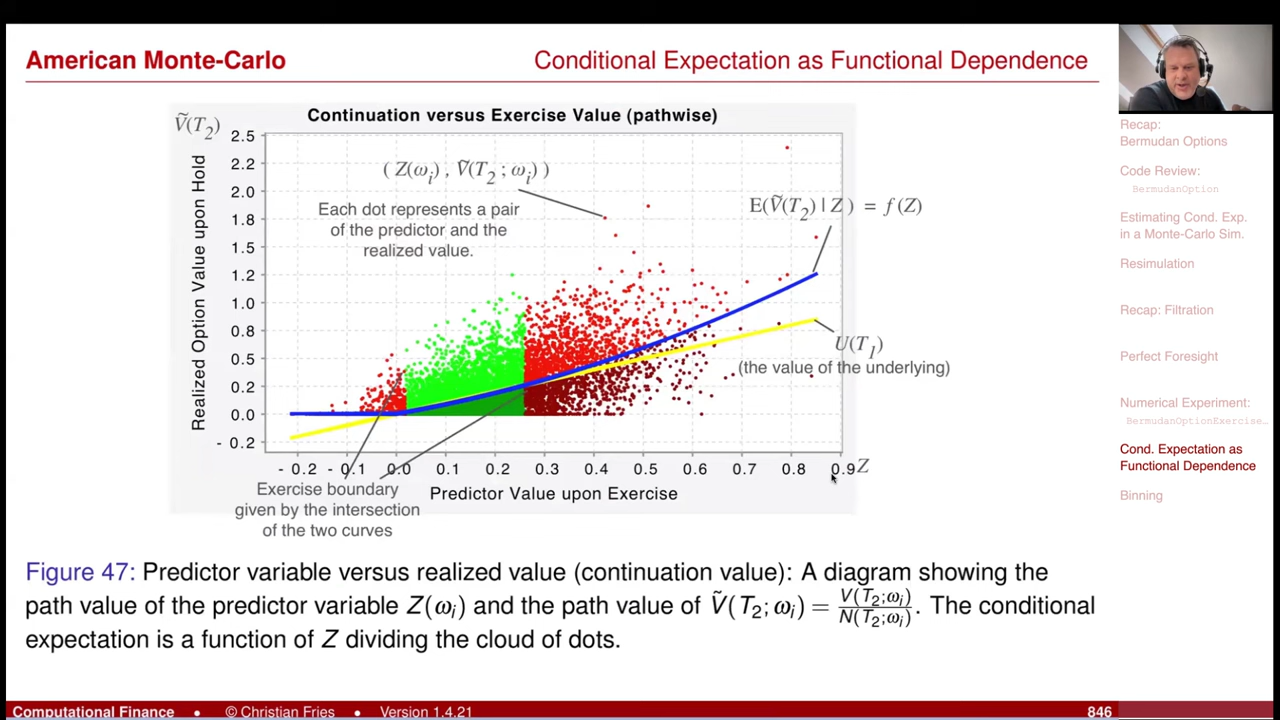 American Monte-Carlo
Conditional Expectation as Functional Dependence
Continuation versus Exercise Value (pathwise)
Ṽ(T₂)
Realized Option Value upon Hold
2.5
2.2
2.0
1.8
1.5
1.2
1.0
0.8
0.5
0.2
0.0
- 0.2
( Z(ωᵢ) , Ṽ(T₂ ; ωᵢ) )
Each dot represents a pair
of the predictor and the
realized value.
E(Ṽ(T₂) | Z ) = f (Z)
U(T₁)
(the value of the underlying)
- 0.2 - 0.1 0.0 0.1 0.2 0.3 0.4 0.5 0.6 0.7 0.8 0.9 Z
Predictor Value upon Exercise
Exercise boundary
given by the intersection
of the two curves
Figure 47: Predictor variable versus realized value (continuation value): A diagram showing the
path value of the predictor variable Z(ωᵢ) and the path value of Ṽ(T₂; ωᵢ) = V(T₂;ωᵢ)/N(T₂;ωᵢ). The conditional
expectation is a function of Z dividing the cloud of dots.
Recap:
Bermudan Options
Code Review:
BermudanOption
Estimating Cond. Exp.
in a Monte-Carlo Sim.
Resimulation
Recap: Filtration
Perfect Foresight
Numerical Experiment:
BermudanOptionExercise…
Cond. Expectation as
Functional Dependence
Binning
Computational Finance • © Christian Fries • Version 1.4.21
846